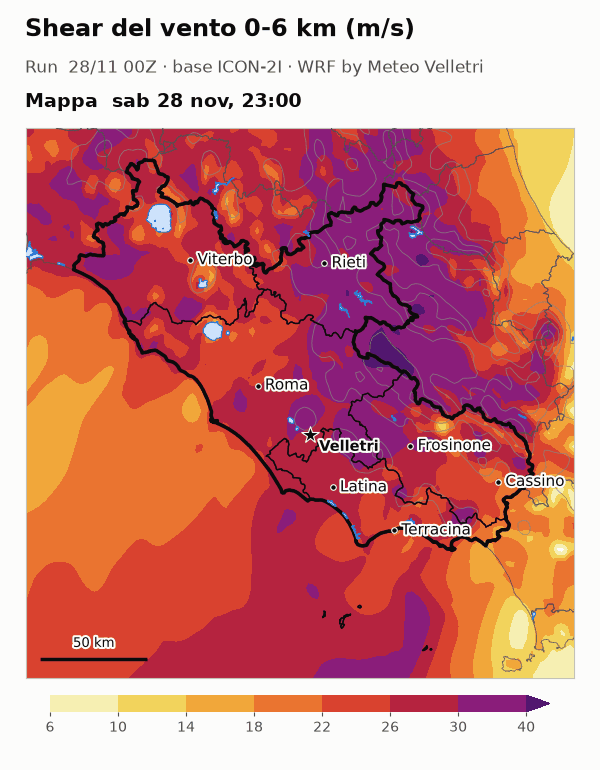 Shear del vento 0-6 km (m/s)
Run  28/11 00Z · base ICON-2I · WRF by Meteo Velletri
Mappa  sab 28 nov, 23:00
Viterbo
Rieti
Roma
Velletri
Frosinone
Cassino
Latina
Terracina
50 km
6 10 14 18 22 26 30 40